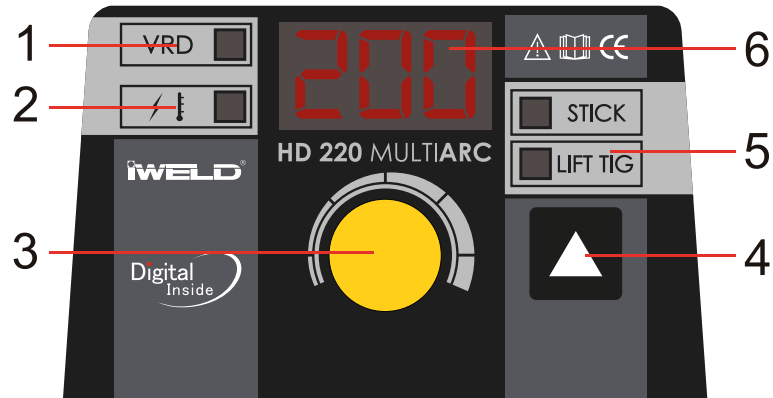 1
VRD
2
200
6
CE
STICK
LIFT TIG
5
HD 220 MULTIARC
iWELD®
3
Digital
Inside
4